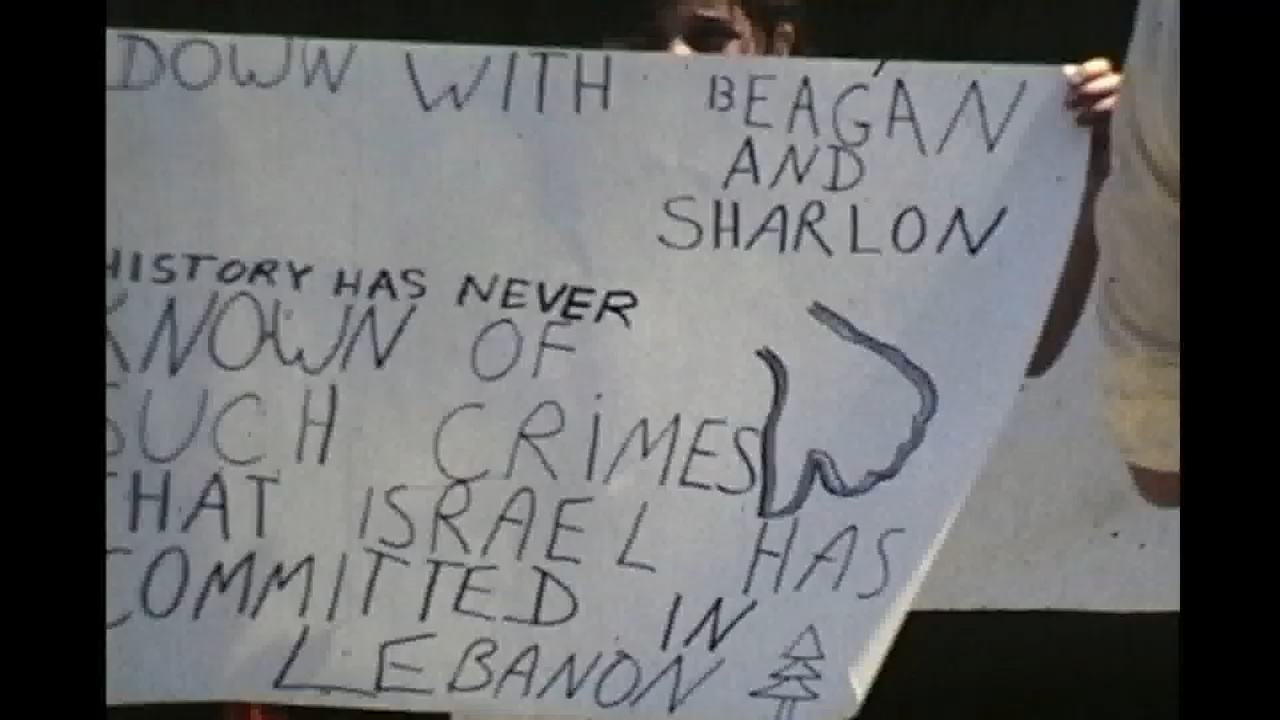 DOWN WITH BEAGAN
AND
SHARLON
HISTORY HAS NEVER
KNOWN OF
SUCH CRIMES
THAT ISRAEL HAS
COMMITTED IN
LEBANON